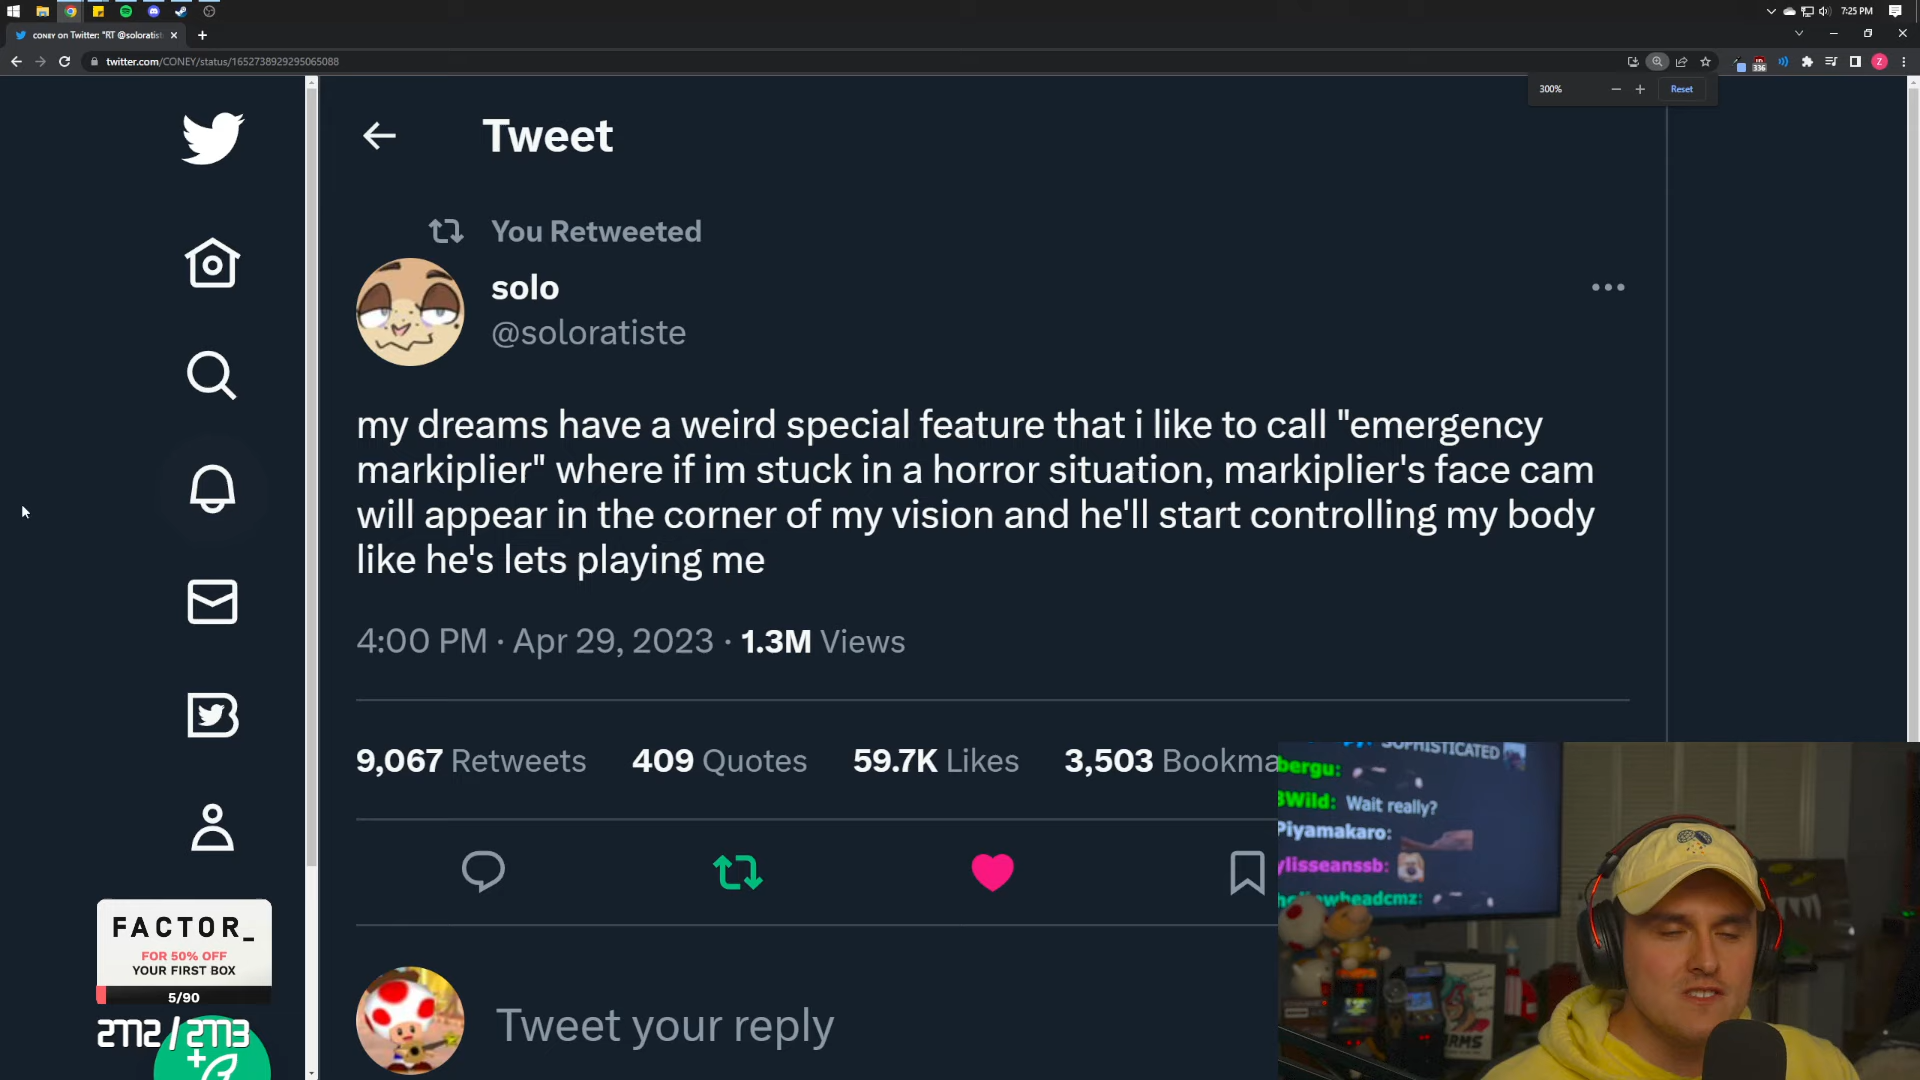 7:25 PM
CONEY on Twitter: "RT @soloratist
twitter.com/CONEY/status/1652738929295065088
336
Z
300%
Reset
Tweet
You Retweeted
solo
@soloratiste
my dreams have a weird special feature that i like to call "emergency
markiplier" where if im stuck in a horror situation, markiplier's face cam
will appear in the corner of my vision and he'll start controlling my body
like he's lets playing me
4:00 PM · Apr 29, 2023 · 1.3M Views
9,067 Retweets 409 Quotes 59.7K Likes 3,503 Bookma
Tweet your reply
FACTOR_
FOR 50% OFF
YOUR FIRST BOX
5/90
2112 / 2113
SOPHISTICATED
bergu:
3Wild: Wait really?
Piyamakaro:
ylisseanssb: